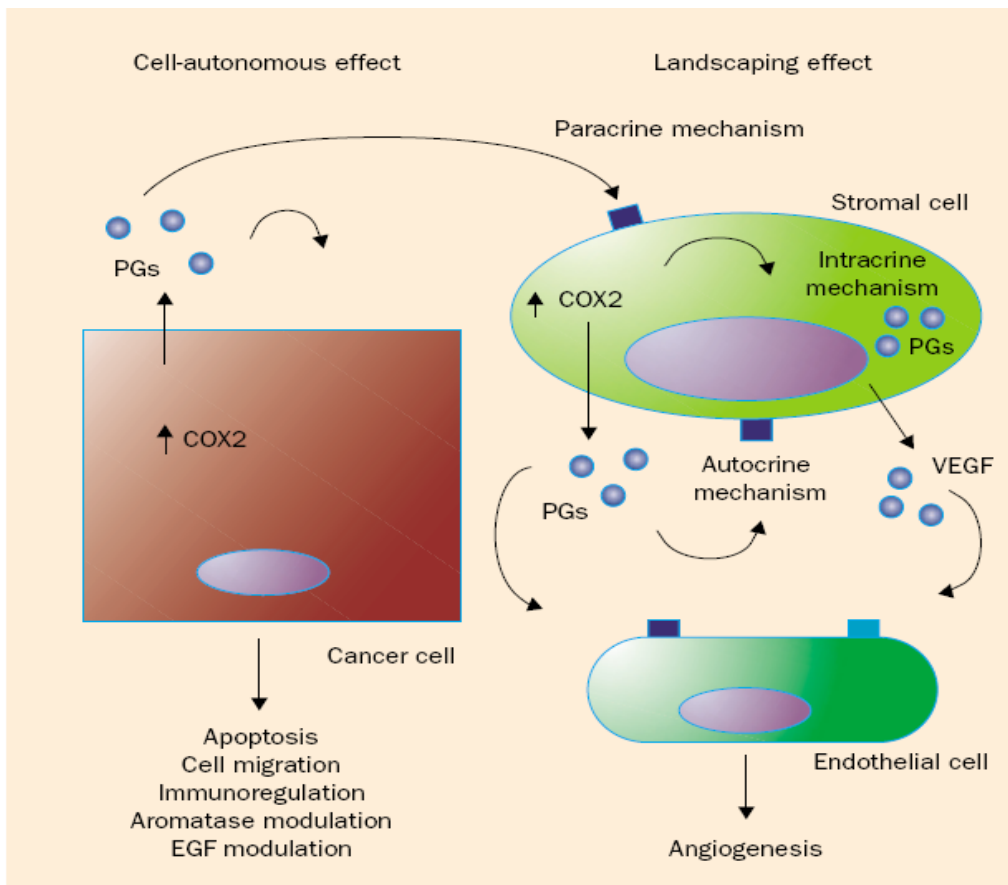 Cell-autonomous effect
Landscaping effect
Paracrine mechanism
Stromal cell
PGs
Intracrine
mechanism
COX2
PGs
COX2
Autocrine
mechanism
VEGF
PGs
Cancer cell
Endothelial cell
Apoptosis
Cell migration
Immunoregulation
Aromatase modulation
EGF modulation
Angiogenesis